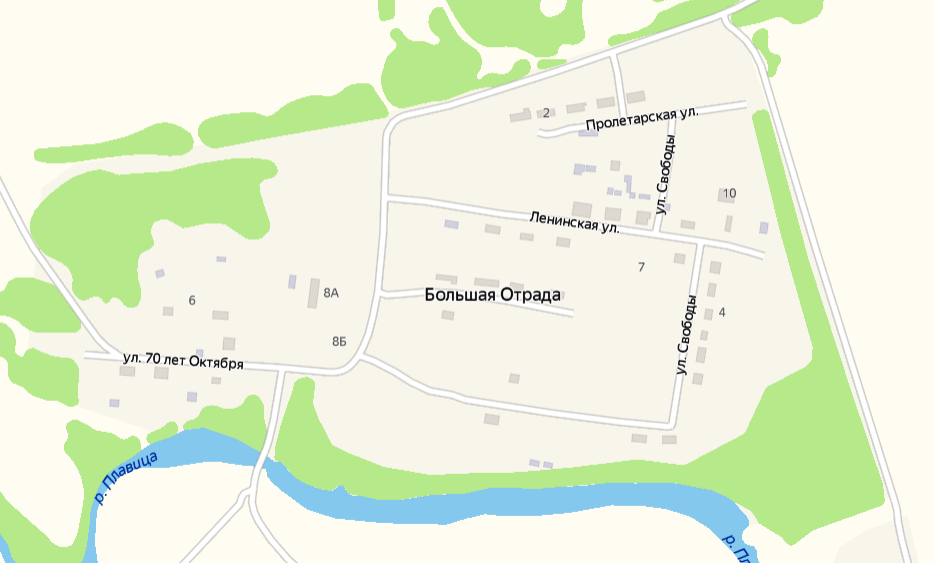 2
Пролетарская ул.
ул. Свободы
10
Ленинская ул.
7
8А
Большая Отрада
6
4
8Б
ул. Свободы
ул. 70 лет Октября
р. Плавица
р. Пл